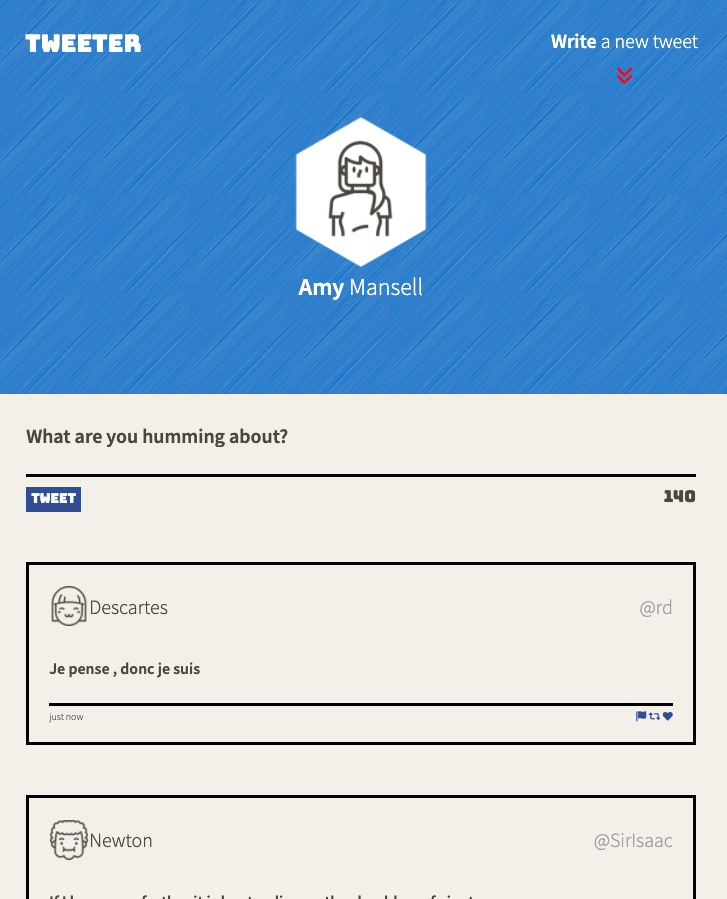 TWEETER
Write a new tweet
Amy Mansell
What are you humming about?
TWEET
140
Descartes
@rd
Je pense , donc je suis
just now
Newton
@SirIsaac